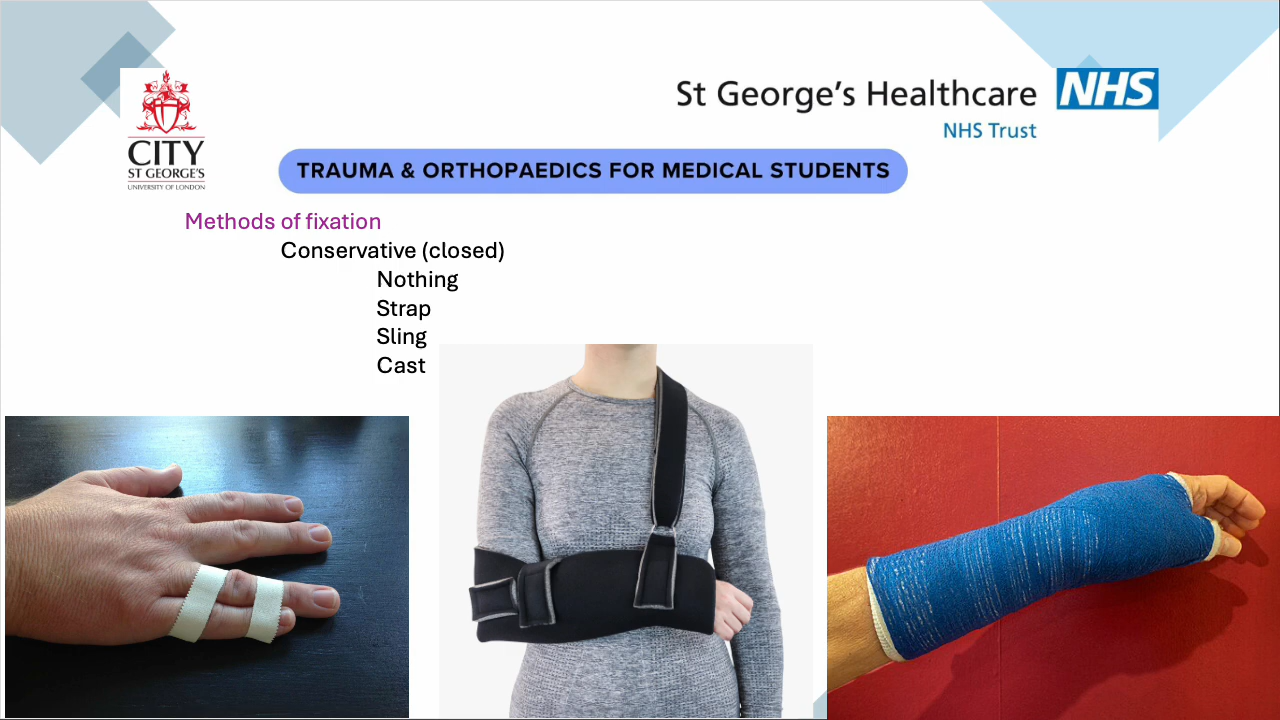 CITY
ST GEORGE'S
UNIVERSITY OF LONDON
St George's Healthcare NHS
NHS Trust
TRAUMA & ORTHOPAEDICS FOR MEDICAL STUDENTS
Methods of fixation
Conservative (closed)
Nothing
Strap
Sling
Cast